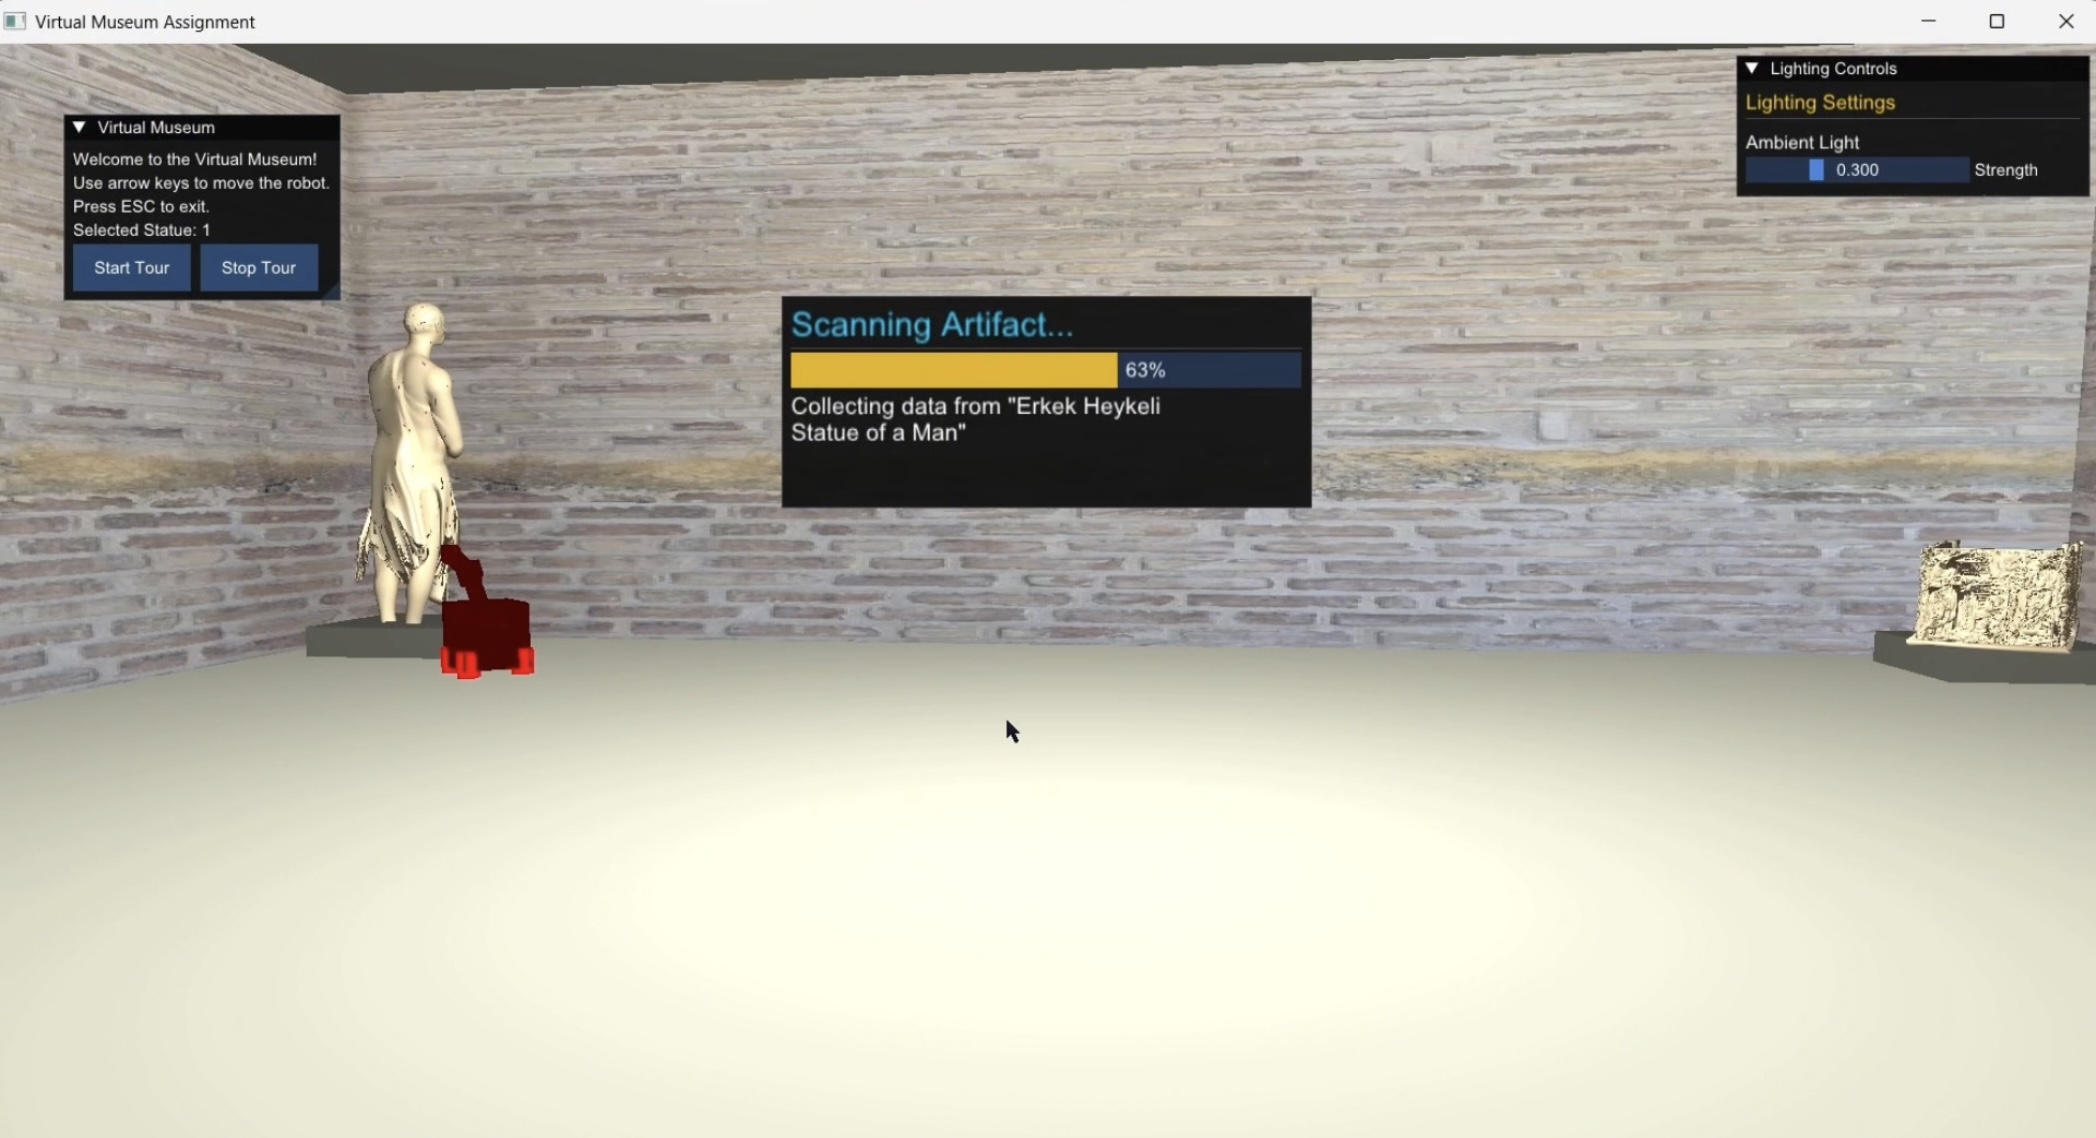 Virtual Museum Assignment
Virtual Museum
Welcome to the Virtual Museum!
Use arrow keys to move the robot.
Press ESC to exit.
Selected Statue: 1
Start Tour Stop Tour
Lighting Controls
Lighting Settings
Ambient Light
0.300 Strength
Scanning Artifact...
63%
Collecting data from "Erkek Heykeli
Statue of a Man"